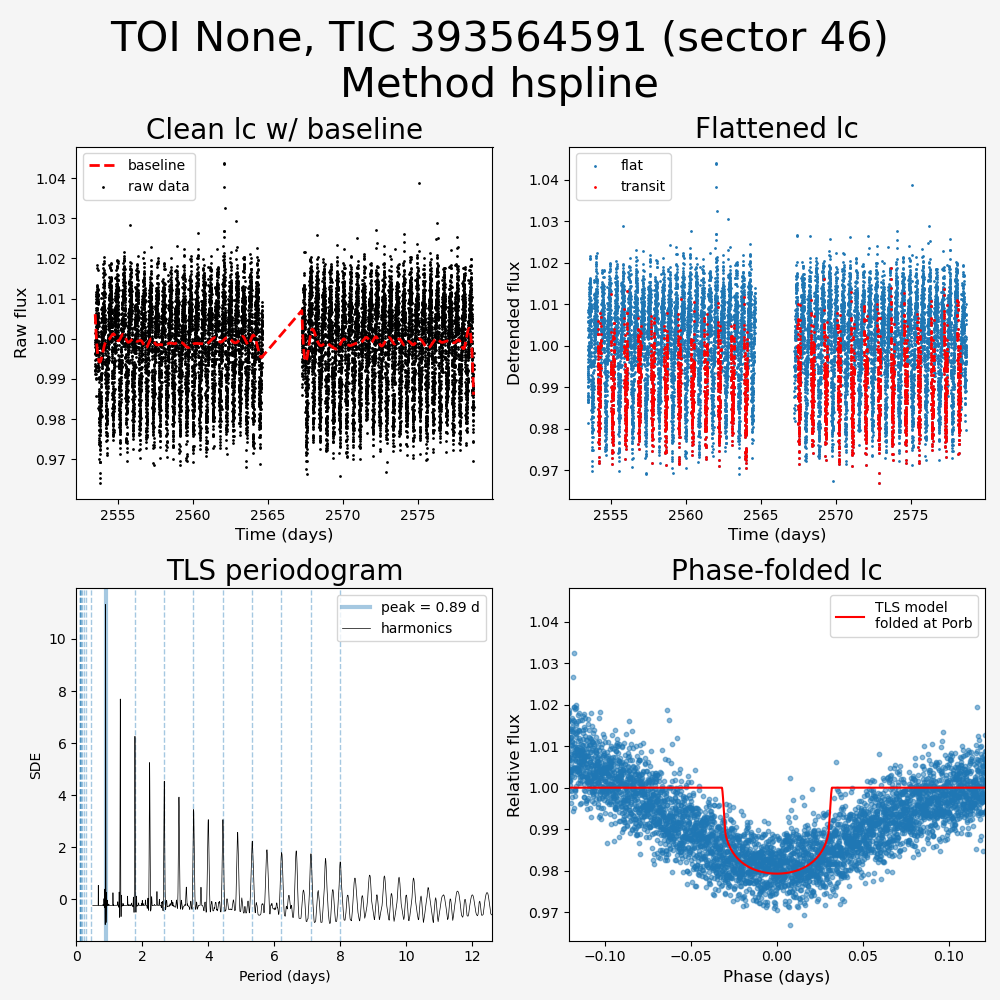 TOI None, TIC 393564591 (sector 46)
Method hspline
Clean lc w/ baseline
Flattened lc
baseline
raw data
flat
transit
1.04
1.03
1.02
1.01
1.00
0.99
0.98
0.97
Raw flux
2555
2560
2565
2570
2575
Time (days)
1.04
1.03
1.02
1.01
1.00
0.99
0.98
0.97
Detrended flux
2555
2560
2565
2570
2575
Time (days)
TLS periodogram
Phase-folded lc
peak = 0.89 d
harmonics
TLS model
folded at Porb
10
8
6
4
2
0
SDE
0
2
4
6
8
10
12
Period (days)
1.04
1.03
1.02
1.01
1.00
0.99
0.98
0.97
Relative flux
−0.10
−0.05
0.00
0.05
0.10
Phase (days)